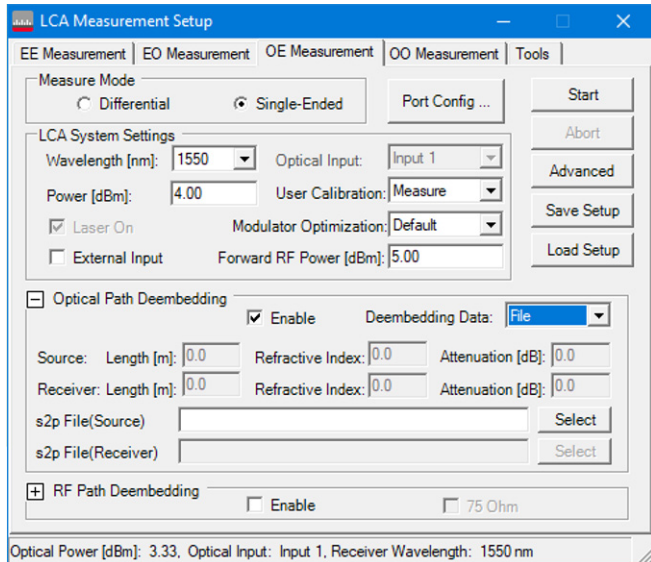 LCA Measurement Setup
EE Measurement EO Measurement OE Measurement OO Measurement Tools
Measure Mode
Differential Single-Ended Port Config ... Start
LCA System Settings Abort
Wavelength [nm]: 1550 Optical Input: Input 1 Advanced
Power [dBm]: 4.00 User Calibration: Measure Save Setup
Laser On Modulator Optimization: Default
External Input Forward RF Power [dBm]: 5.00 Load Setup
Optical Path Deembedding
Enable Deembedding Data: File
Source: Length [m]: 0.0 Refractive Index: 0.0 Attenuation [dB]: 0.0
Receiver: Length [m]: 0.0 Refractive Index: 0.0 Attenuation [dB]: 0.0
s2p File(Source) Select
s2p File(Receiver) Select
RF Path Deembedding
Enable 75 Ohm
Optical Power [dBm]: 3.33, Optical Input: Input 1, Receiver Wavelength: 1550 nm